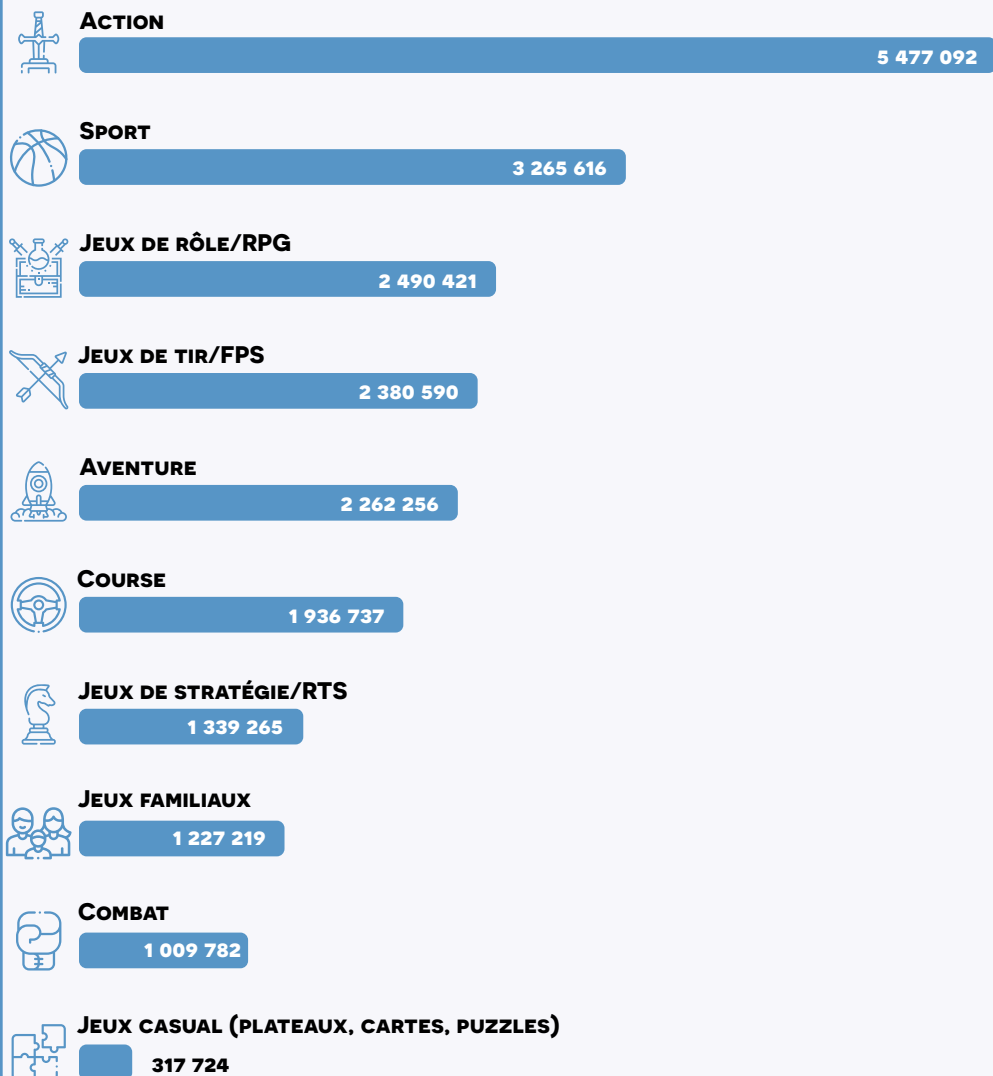 Action
5 477 092
Sport
3 265 616
Jeux de rôle/RPG
2 490 421
Jeux de tir/FPS
2 380 590
Aventure
2 262 256
Course
1 936 737
Jeux de stratégie/RTS
1 339 265
Jeux familiaux
1 227 219
Combat
1 009 782
Jeux casual (plateaux, cartes, puzzles)
317 724